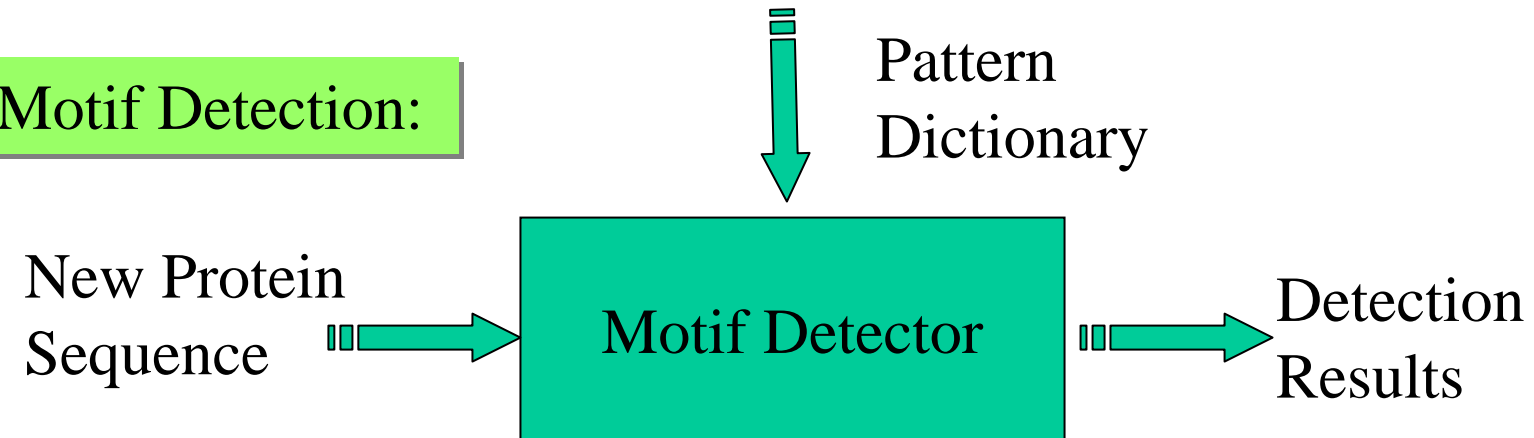 Motif Detection:
Pattern
Dictionary
New Protein
Sequence
Motif Detector
Detection
Results